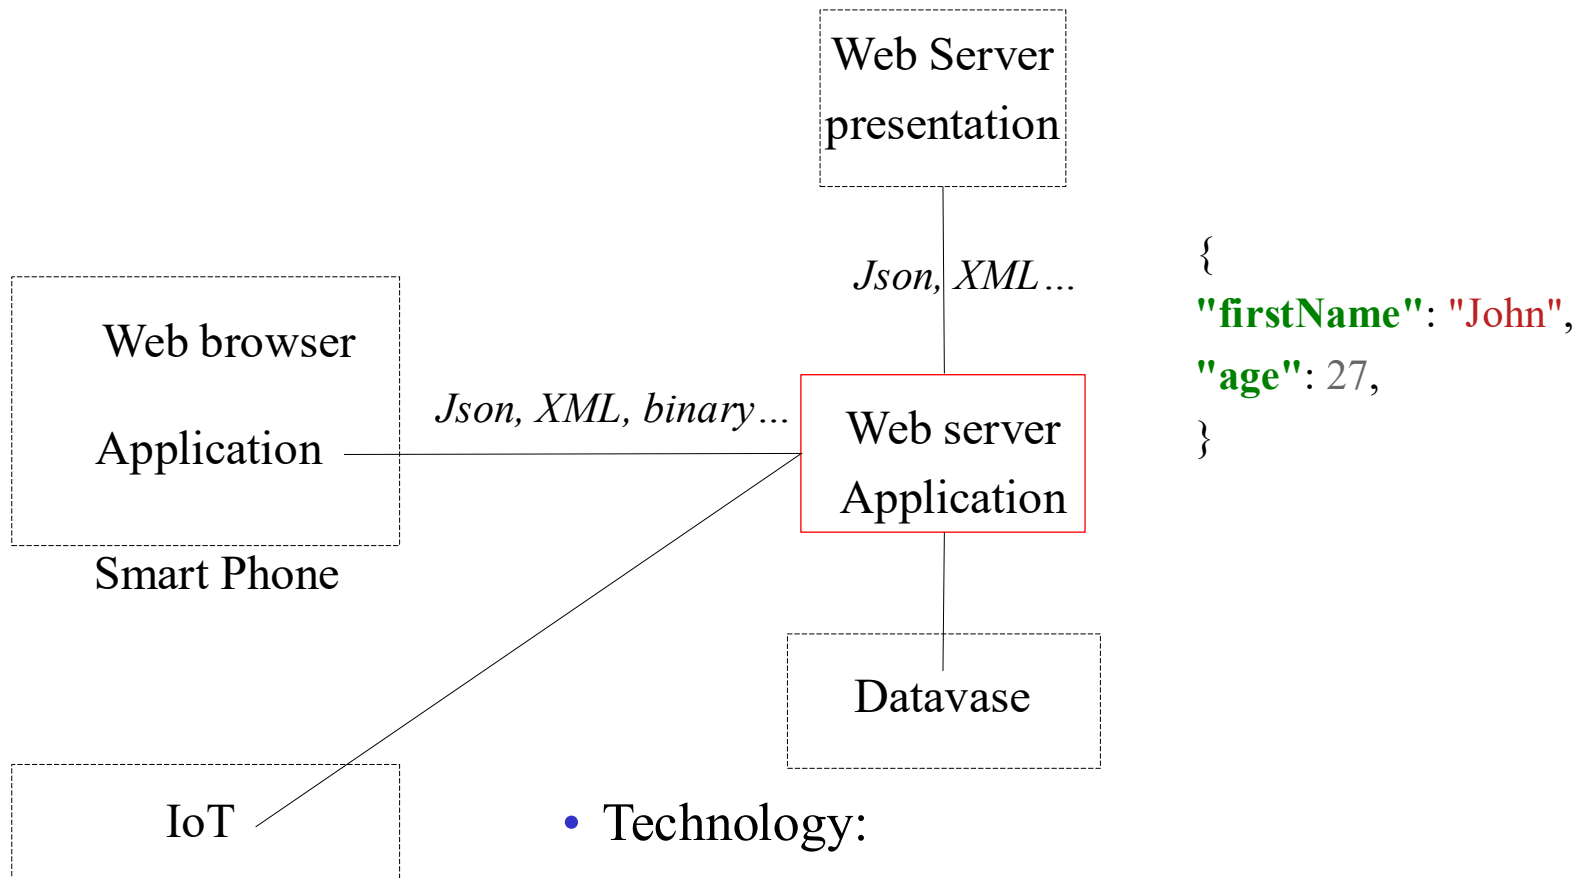 Web Server
presentation
Json, XML...
{
"firstName": "John",
"age": 27,
}
Web browser
Application
Smart Phone
Json, XML, binary...
Web server
Application
Datavase
IoT
• Technology: